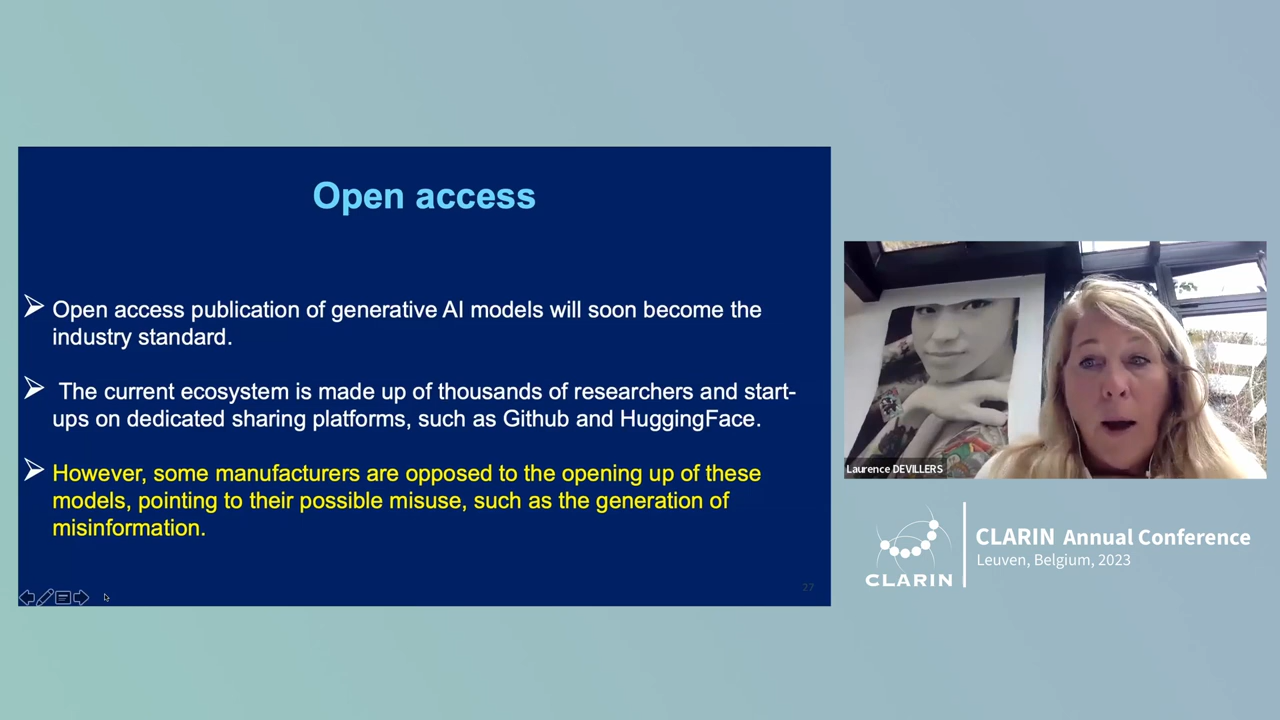 Open access
Open access publication of generative AI models will soon become the
industry standard.
The current ecosystem is made up of thousands of researchers and start-
ups on dedicated sharing platforms, such as Github and HuggingFace.
However, some manufacturers are opposed to the opening up of these
models, pointing to their possible misuse, such as the generation of
misinformation.
27
Laurence DEVILLERS
CLARIN
CLARIN Annual Conference
Leuven, Belgium, 2023